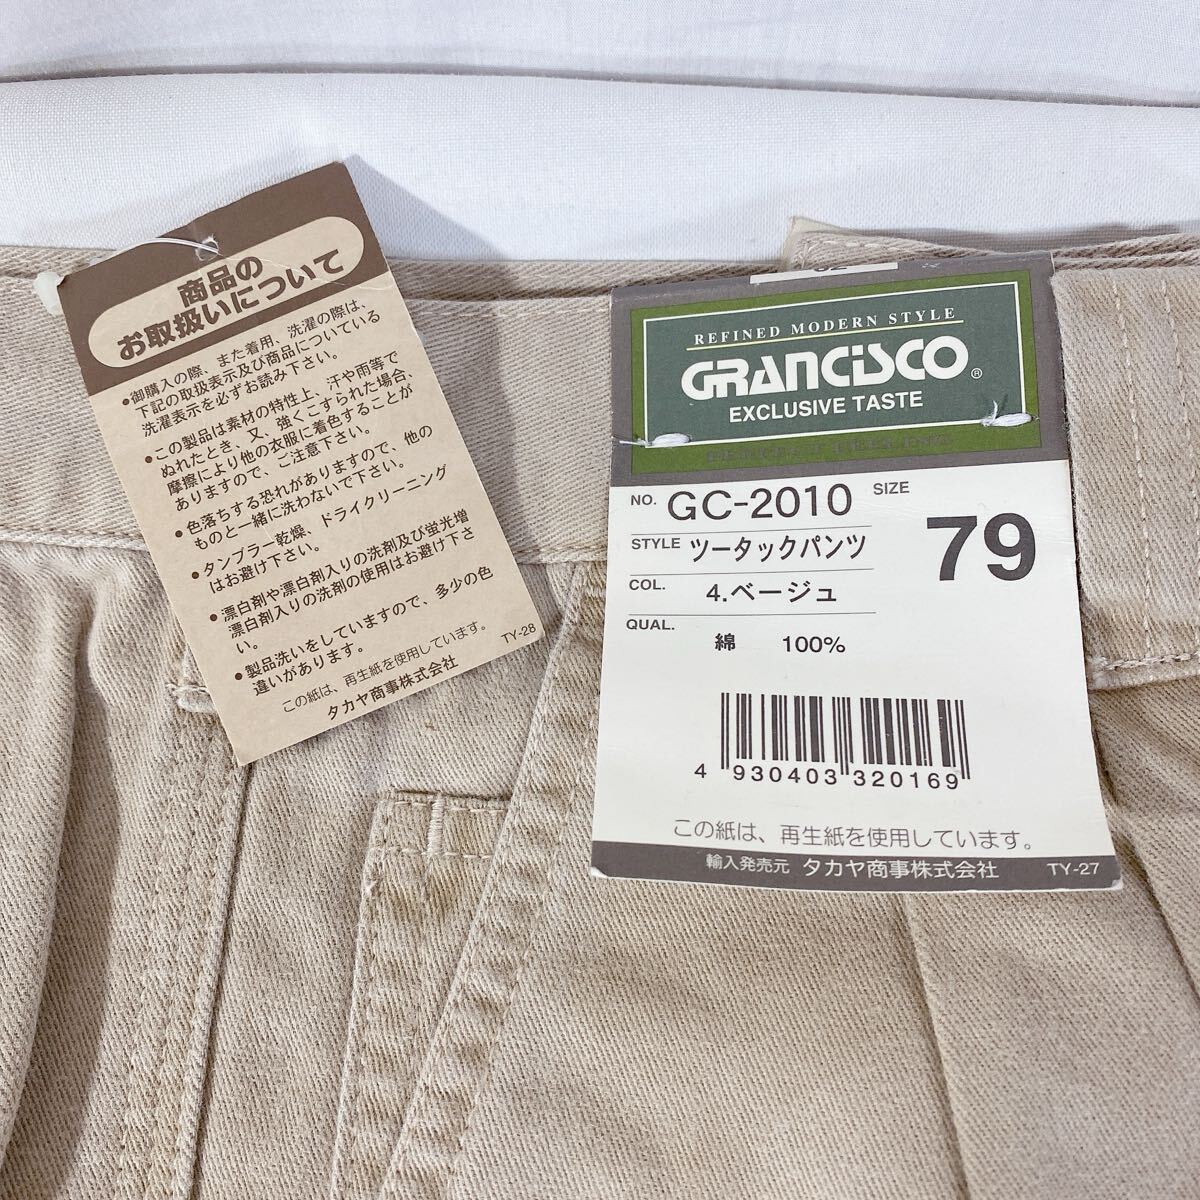 商品の
お取扱いについて
●御購入の際、また着用、洗濯の際は、
下記の取扱表示及び商品についている
洗濯表示を必ずお読み下さい。
●この製品は素材の特性上、汗や雨等で
ぬれたとき、又、強くこすられた場合、
摩擦により他の衣服に着色することが
ありますので、ご注意下さい。
●色落ちする恐れがありますので、他の
ものと一緒に洗わないで下さい。
●タンブラー乾燥、ドライクリーニング
はお避け下さい。
●漂白剤や漂白剤入りの洗剤及び蛍光増
漂白剤入りの洗剤の使用はお避け下さ
い。
●製品洗いをしていますので、多少の色
違いがあります。
この紙は、再生紙を使用しています。
タカヤ商事株式会社
TY-28
REFINED MODERN STYLE
GRANCISCO®
EXCLUSIVE TASTE
NO. GC-2010
SIZE
79
STYLE ツータックパンツ
COL. 4.ベージュ
QUAL.
綿 100%
4 930403 320169
この紙は、再生紙を使用しています。
輸入発売元 タカヤ商事株式会社 TY-27